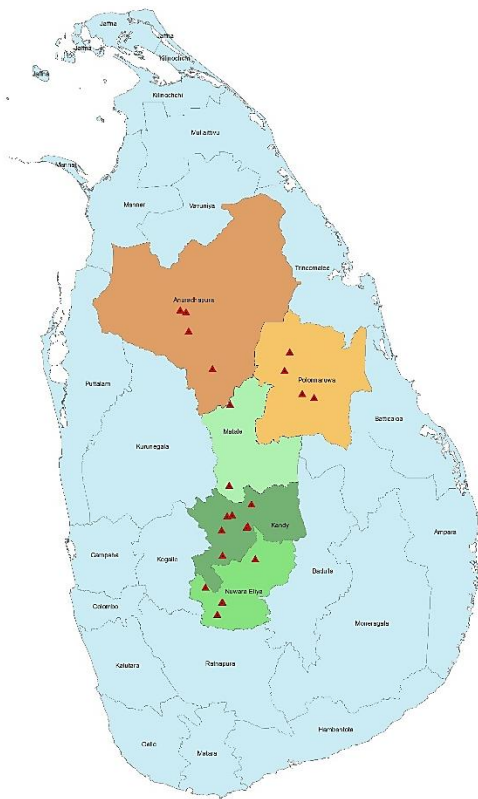 Jaffna
Jaffna
Jaffna
Jaffna
Kilinochchi
Kilinochchi
Mullaitivu
Mannar
Mannar
Vavuniya
Trincomalee
Anuradhapura
Puttalam
Polonnaruwa
Batticaloa
Matale
Kurunegala
Kandy
Ampara
Gampaha
Kegalle
Badulla
Nuwara Eliya
Colombo
Moneragala
Ratnapura
Kalutara
Hambantota
Galle
Matara